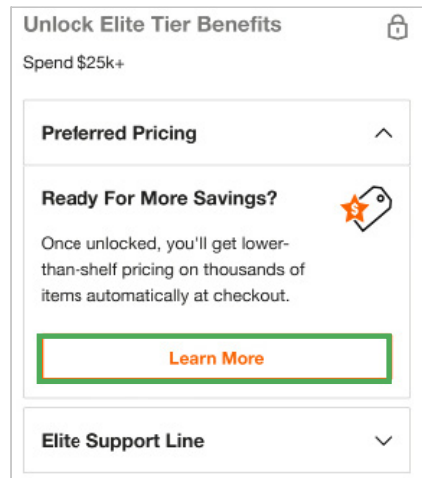 Unlock Elite Tier Benefits
Spend $25k+
Preferred Pricing
Ready For More Savings?
$
Once unlocked, you'll get lower-
than-shelf pricing on thousands of
items automatically at checkout.
Learn More
Elite Support Line